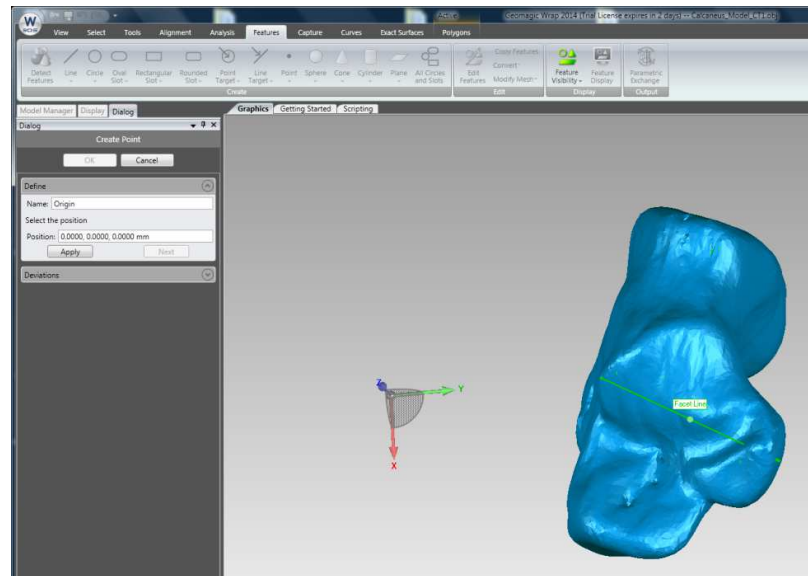 Active
Geomagic Wrap 2014 (Trial License expires in 2 days) --- Calcaneus_Model_CT1.obj
View Select Tools Alignment Analysis Features Capture Curves Exact Surfaces Polygons
Detect Features Line Circle Oval Slot Rectangular Slot Rounded Slot Point Target Line Target Point Sphere Cone Cylinder Plane All Circles and Slots Edit Features Copy Features Convert Modify Mesh Feature Visibility Feature Display Parametric Exchange
Create Edit Display Output
Model Manager Display Dialog Graphics Getting Started Scripting
Dialog
Create Point
OK Cancel
Define
Name: Origin
Select the position
Position: 0.0000, 0.0000, 0.0000 mm
Apply Next
Deviations
Z
Y
X
Facet Line